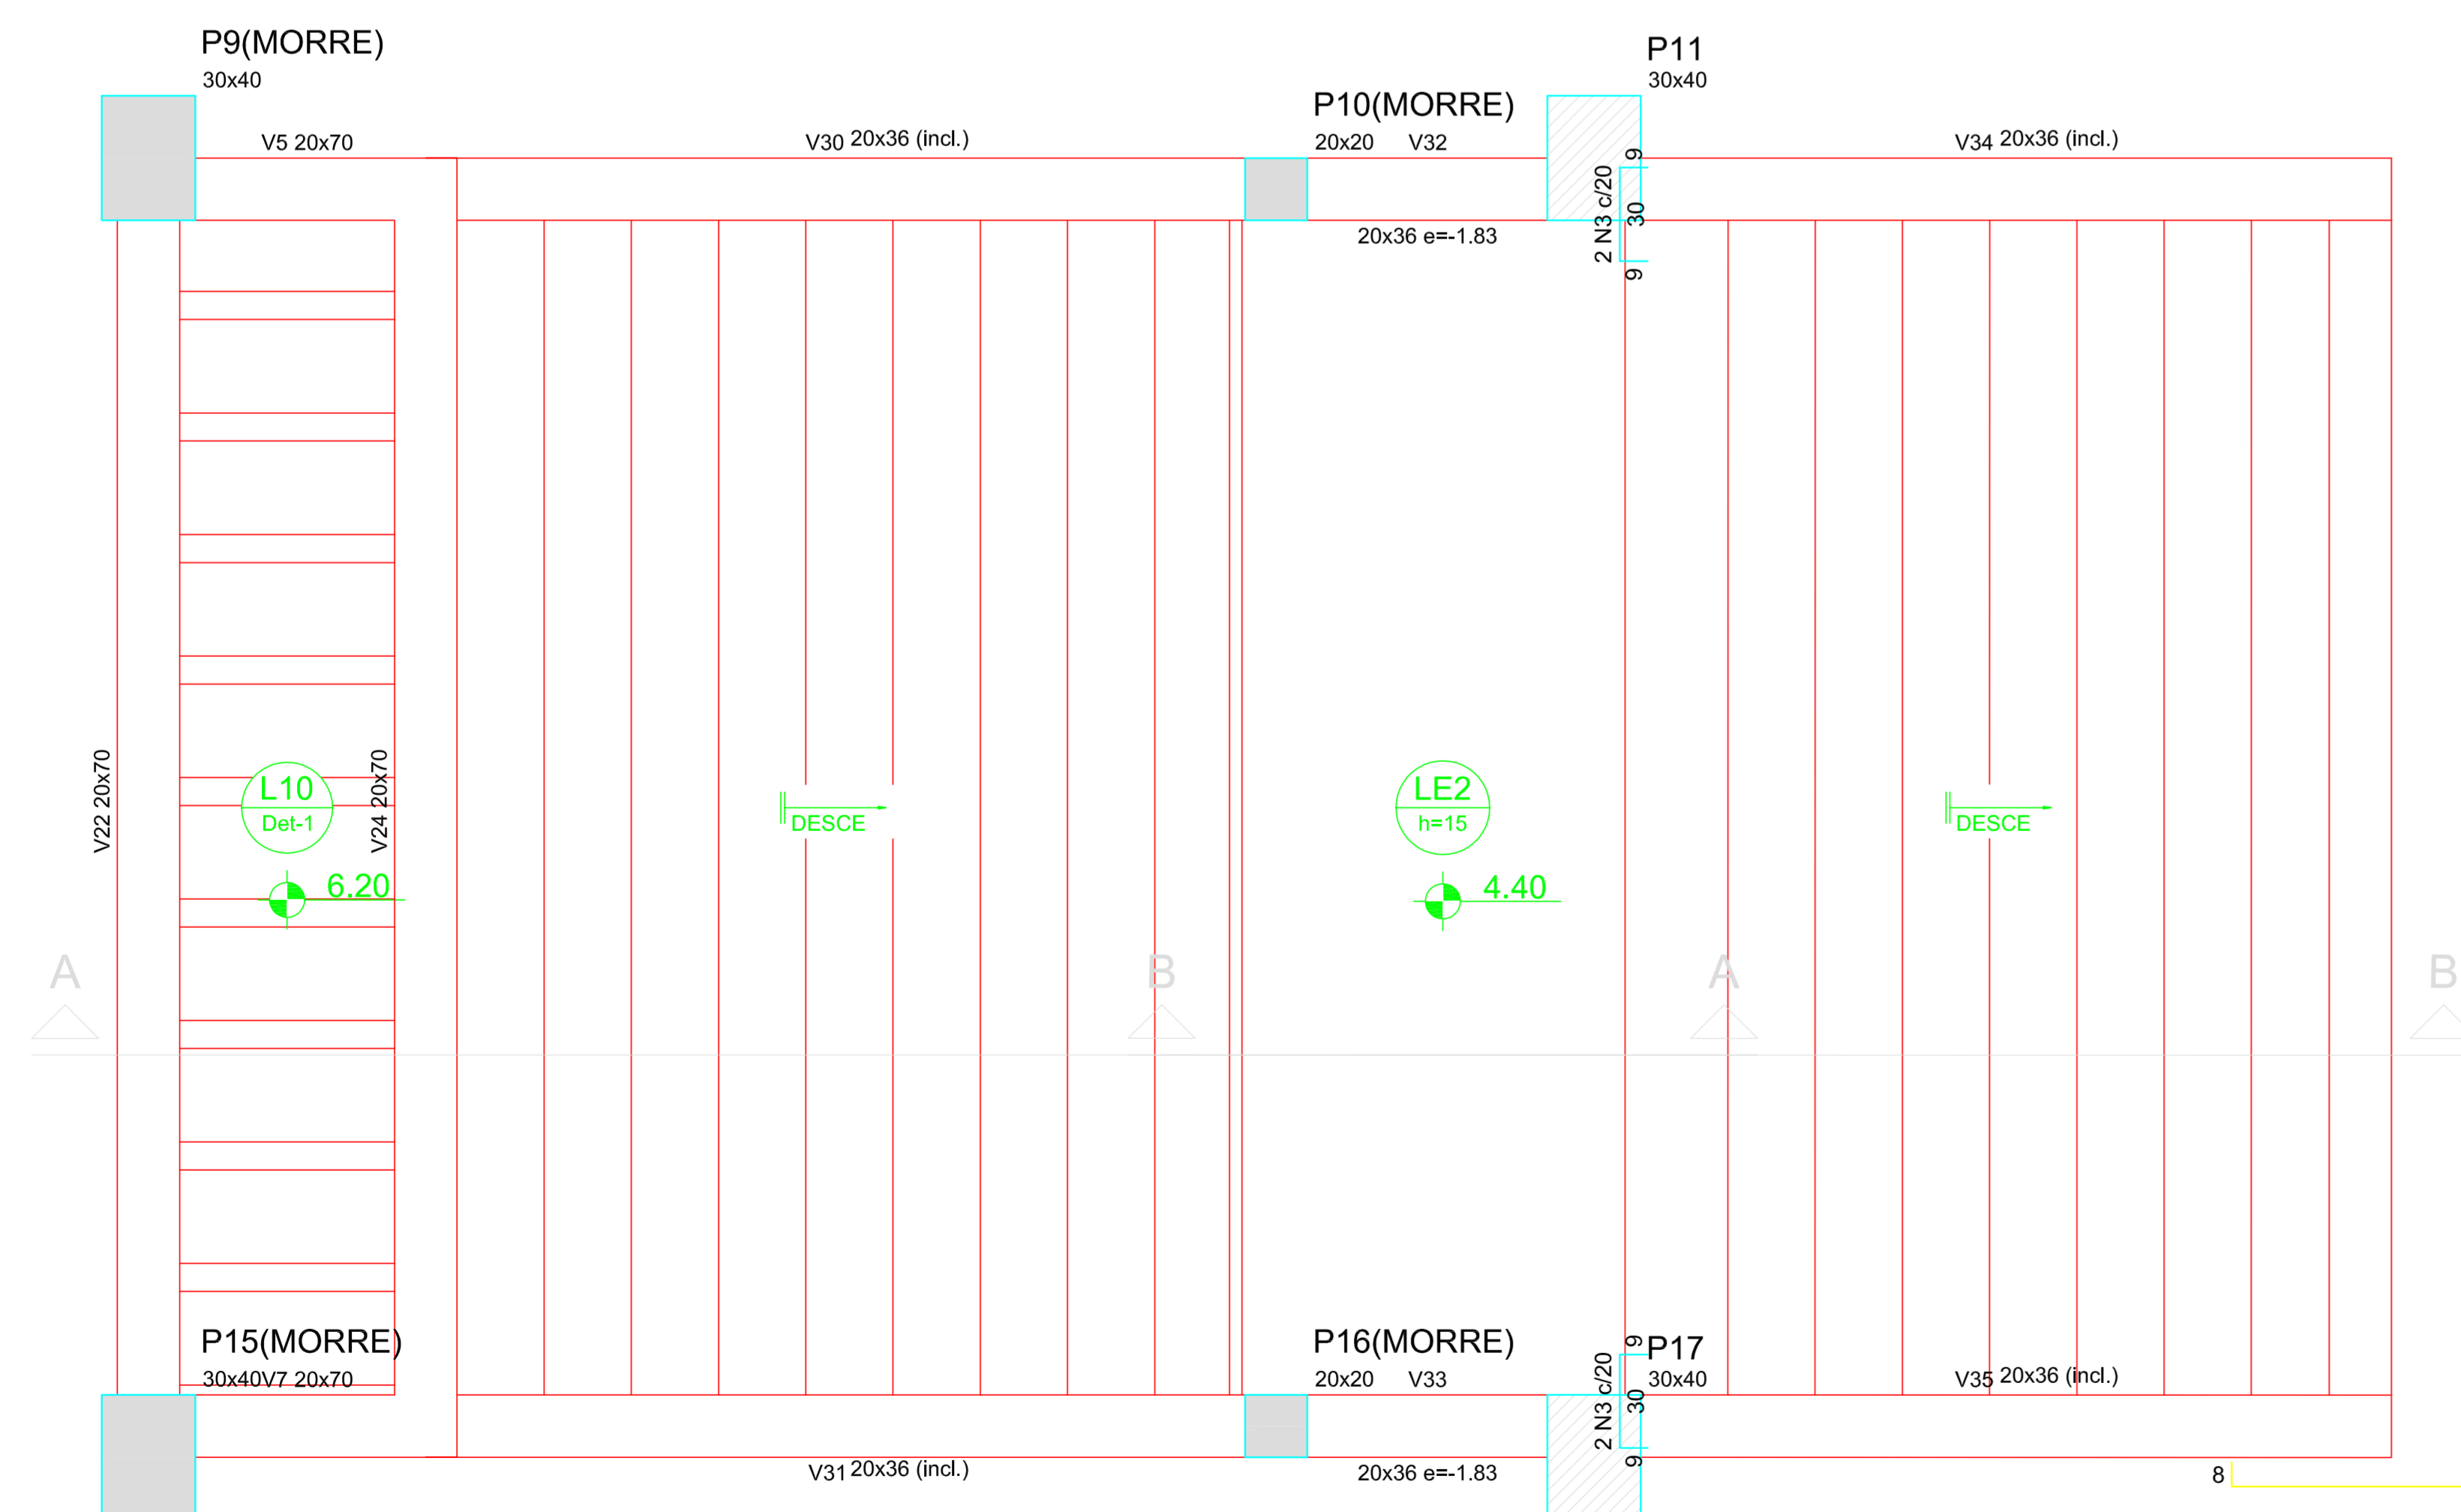 P9(MORRE)
30x40
P11
30x40
P10(MORRE)
20x20
V5 20x70
V30 20x36 (incl.)
V32
V34 20x36 (incl.)
20x36 e=-1.83
2 N3 c/20
9
30
9
V22 20x70
L10
Det-1
V24 20x70
DESCE
LE2
h=15
DESCE
6.20
4.40
A
B
A
B
P15(MORRE)
30x40
V7 20x70
P16(MORRE)
20x20
V33
P17
30x40
2 N3 c/20
9
30
9
V35 20x36 (incl.)
V31 20x36 (incl.)
20x36 e=-1.83
8